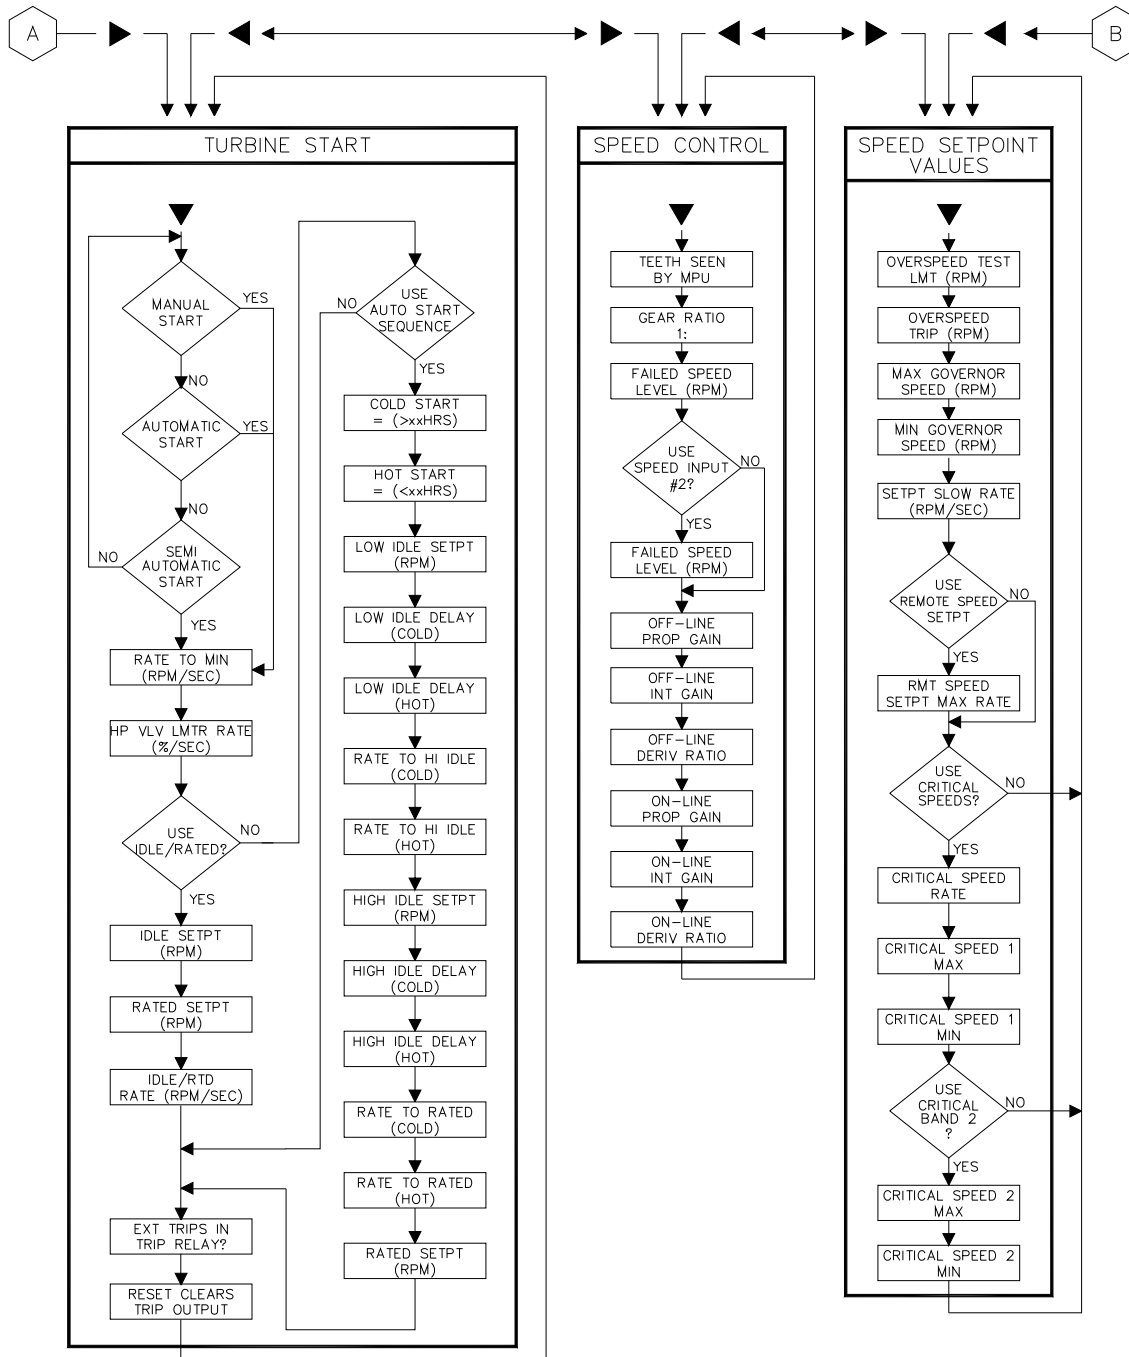 A
B
TURBINE START
MANUAL
START
YES
NO
AUTOMATIC
START
YES
NO
SEMI
AUTOMATIC
START
NO
YES
RATE TO MIN
(RPM/SEC)
HP VLV LMTR RATE
(%/SEC)
USE
IDLE/RATED?
NO
YES
IDLE SETPT
(RPM)
RATED SETPT
(RPM)
IDLE/RTD
RATE (RPM/SEC)
EXT TRIPS IN
TRIP RELAY?
RESET CLEARS
TRIP OUTPUT
USE
AUTO START
SEQUENCE
NO
YES
COLD START
= (>xxHRS)
HOT START
= (<xxHRS)
LOW IDLE SETPT
(RPM)
LOW IDLE DELAY
(COLD)
LOW IDLE DELAY
(HOT)
RATE TO HI IDLE
(COLD)
RATE TO HI IDLE
(HOT)
HIGH IDLE SETPT
(RPM)
HIGH IDLE DELAY
(COLD)
HIGH IDLE DELAY
(HOT)
RATE TO RATED
(COLD)
RATE TO RATED
(HOT)
RATED SETPT
(RPM)
SPEED CONTROL
TEETH SEEN
BY MPU
GEAR RATIO
1:
FAILED SPEED
LEVEL (RPM)
USE
SPEED INPUT
#2?
NO
YES
FAILED SPEED
LEVEL (RPM)
OFF-LINE
PROP GAIN
OFF-LINE
INT GAIN
OFF-LINE
DERIV RATIO
ON-LINE
PROP GAIN
ON-LINE
INT GAIN
ON-LINE
DERIV RATIO
SPEED SETPOINT
VALUES
OVERSPEED TEST
LMT (RPM)
OVERSPEED
TRIP (RPM)
MAX GOVERNOR
SPEED (RPM)
MIN GOVERNOR
SPEED (RPM)
SETPT SLOW RATE
(RPM/SEC)
USE
REMOTE SPEED
SETPT
NO
YES
RMT SPEED
SETPT MAX RATE
USE
CRITICAL
SPEEDS?
NO
YES
CRITICAL SPEED
RATE
CRITICAL SPEED 1
MAX
CRITICAL SPEED 1
MIN
USE
CRITICAL
BAND 2
?
NO
YES
CRITICAL SPEED 2
MAX
CRITICAL SPEED 2
MIN